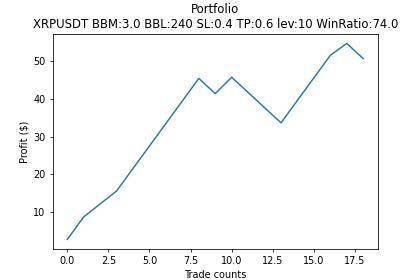 Portfolio
XRPUSDT BBM:3.0 BBL:240 SL:0.4 TP:0.6 lev:10 WinRatio:74.0
50
40
30
20
10
Profit ($)
0.0 2.5 5.0 7.5 10.0 12.5 15.0 17.5
Trade counts